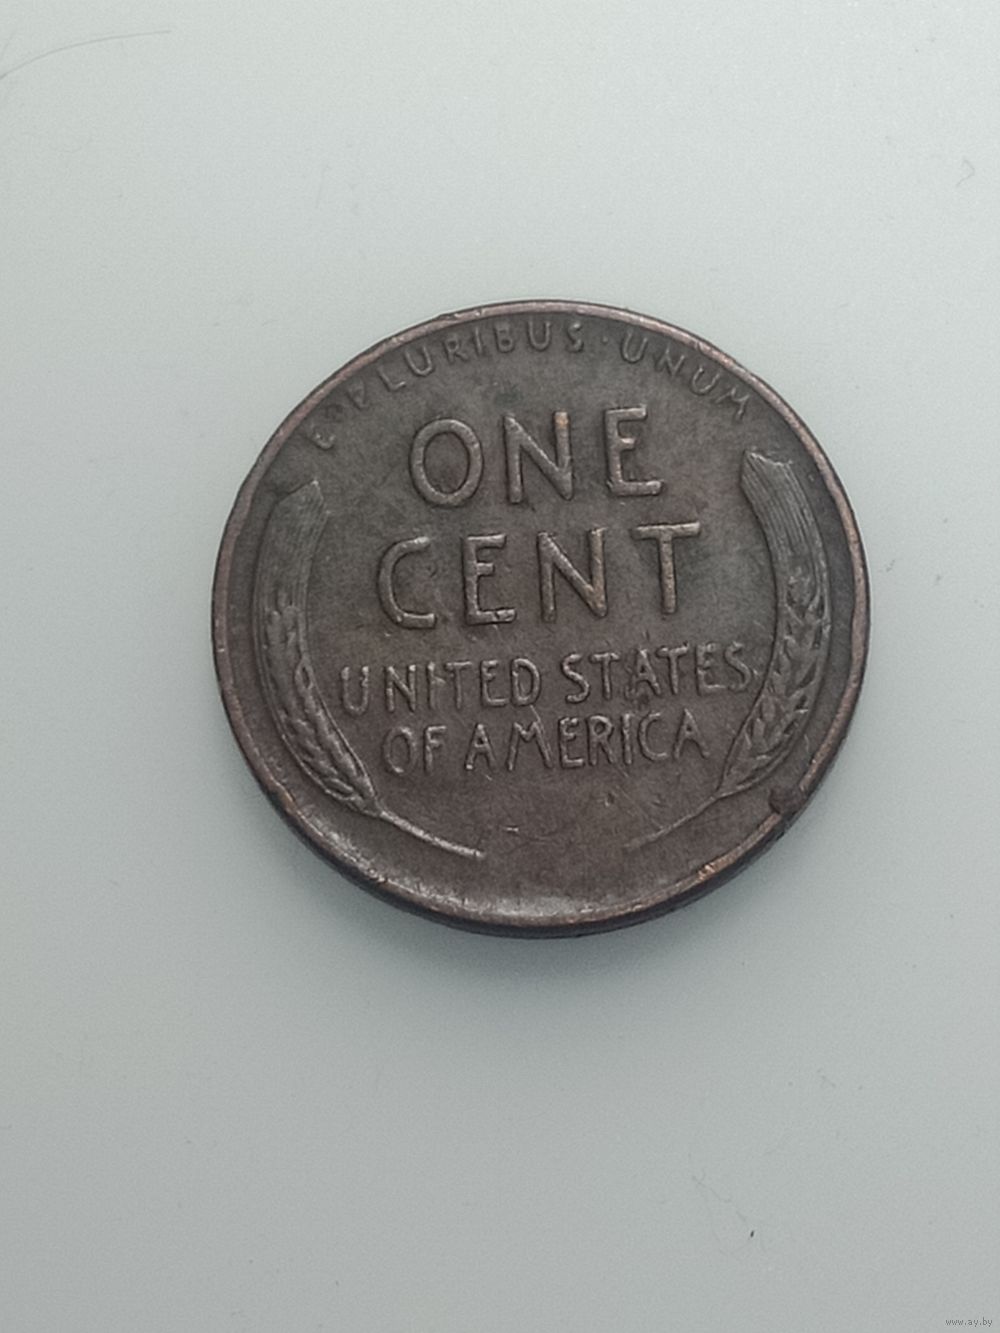 E·PLURIBUS·UNUM
ONE
CENT
UNITED STATES
OF AMERICA
www.ay.by